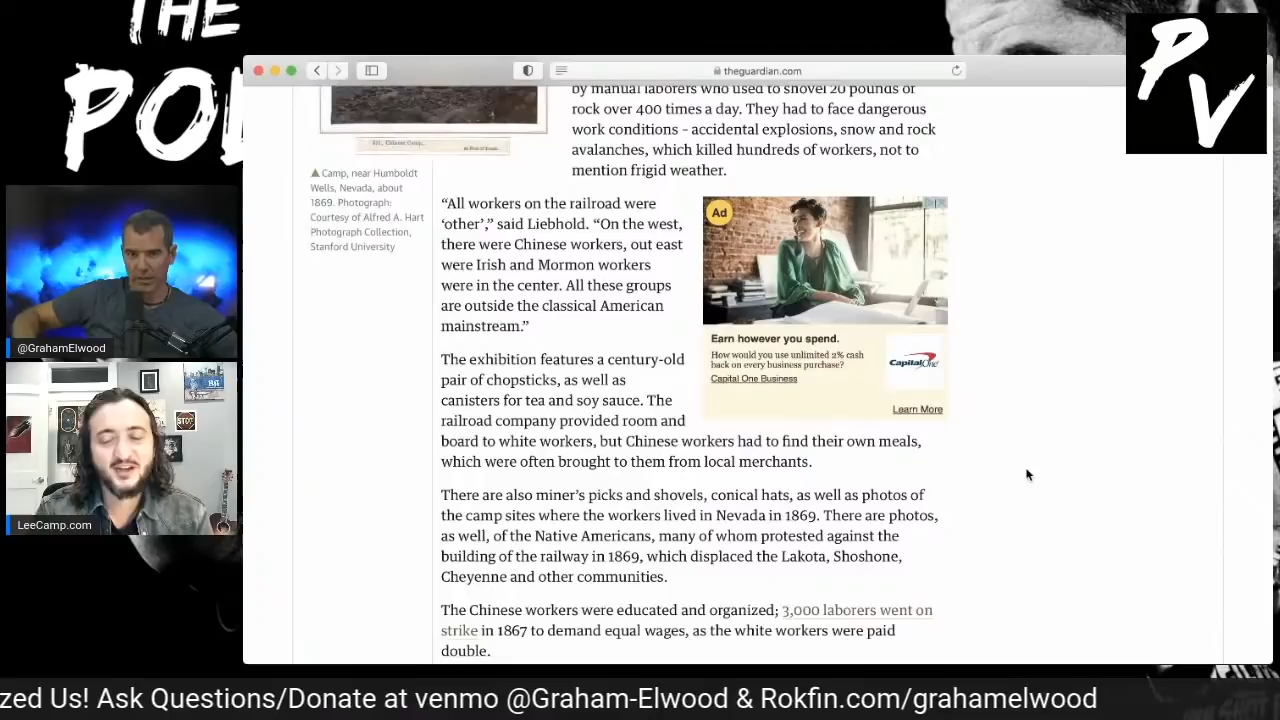 THE
POL
PV
theguardian.com
by manual laborers who used to shovel 20 pounds of
rock over 400 times a day. They had to face dangerous
work conditions – accidental explosions, snow and rock
avalanches, which killed hundreds of workers, not to
mention frigid weather.
Camp, near Humboldt
Wells, Nevada, about
1869. Photograph:
Courtesy of Alfred A. Hart
Photograph Collection,
Stanford University
“All workers on the railroad were
‘other’,” said Liebhold. “On the west,
there were Chinese workers, out east
were Irish and Mormon workers
were in the center. All these groups
are outside the classical American
mainstream.”
Ad
Earn however you spend.
How would you use unlimited 2% cash
back on every business purchase?
Capital One Business
CapitalOne
Learn More
The exhibition features a century-old
pair of chopsticks, as well as
canisters for tea and soy sauce. The
railroad company provided room and
board to white workers, but Chinese workers had to find their own meals,
which were often brought to them from local merchants.
There are also miner’s picks and shovels, conical hats, as well as photos of
the camp sites where the workers lived in Nevada in 1869. There are photos,
as well, of the Native Americans, many of whom protested against the
building of the railway in 1869, which displaced the Lakota, Shoshone,
Cheyenne and other communities.
The Chinese workers were educated and organized; 3,000 laborers went on
strike in 1867 to demand equal wages, as the white workers were paid
double.
@GrahamElwood
STOP
LeeCamp.com
zed Us! Ask Questions/Donate at venmo @Graham-Elwood & Rokfin.com/grahamelwood